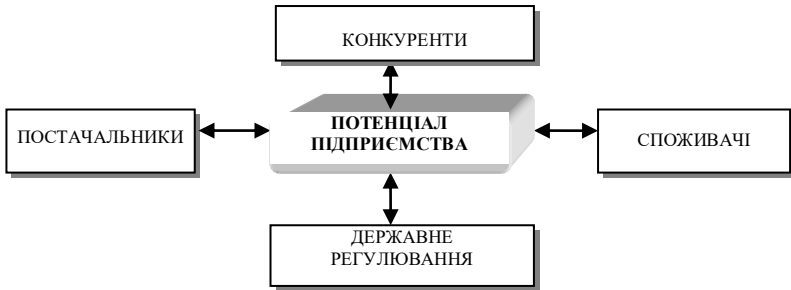 КОНКУРЕНТИ
ПОСТАЧАЛЬНИКИ
ПОТЕНЦІАЛ
ПІДПРИЄМСТВА
СПОЖИВАЧІ
ДЕРЖАВНЕ
РЕГУЛЮВАННЯ